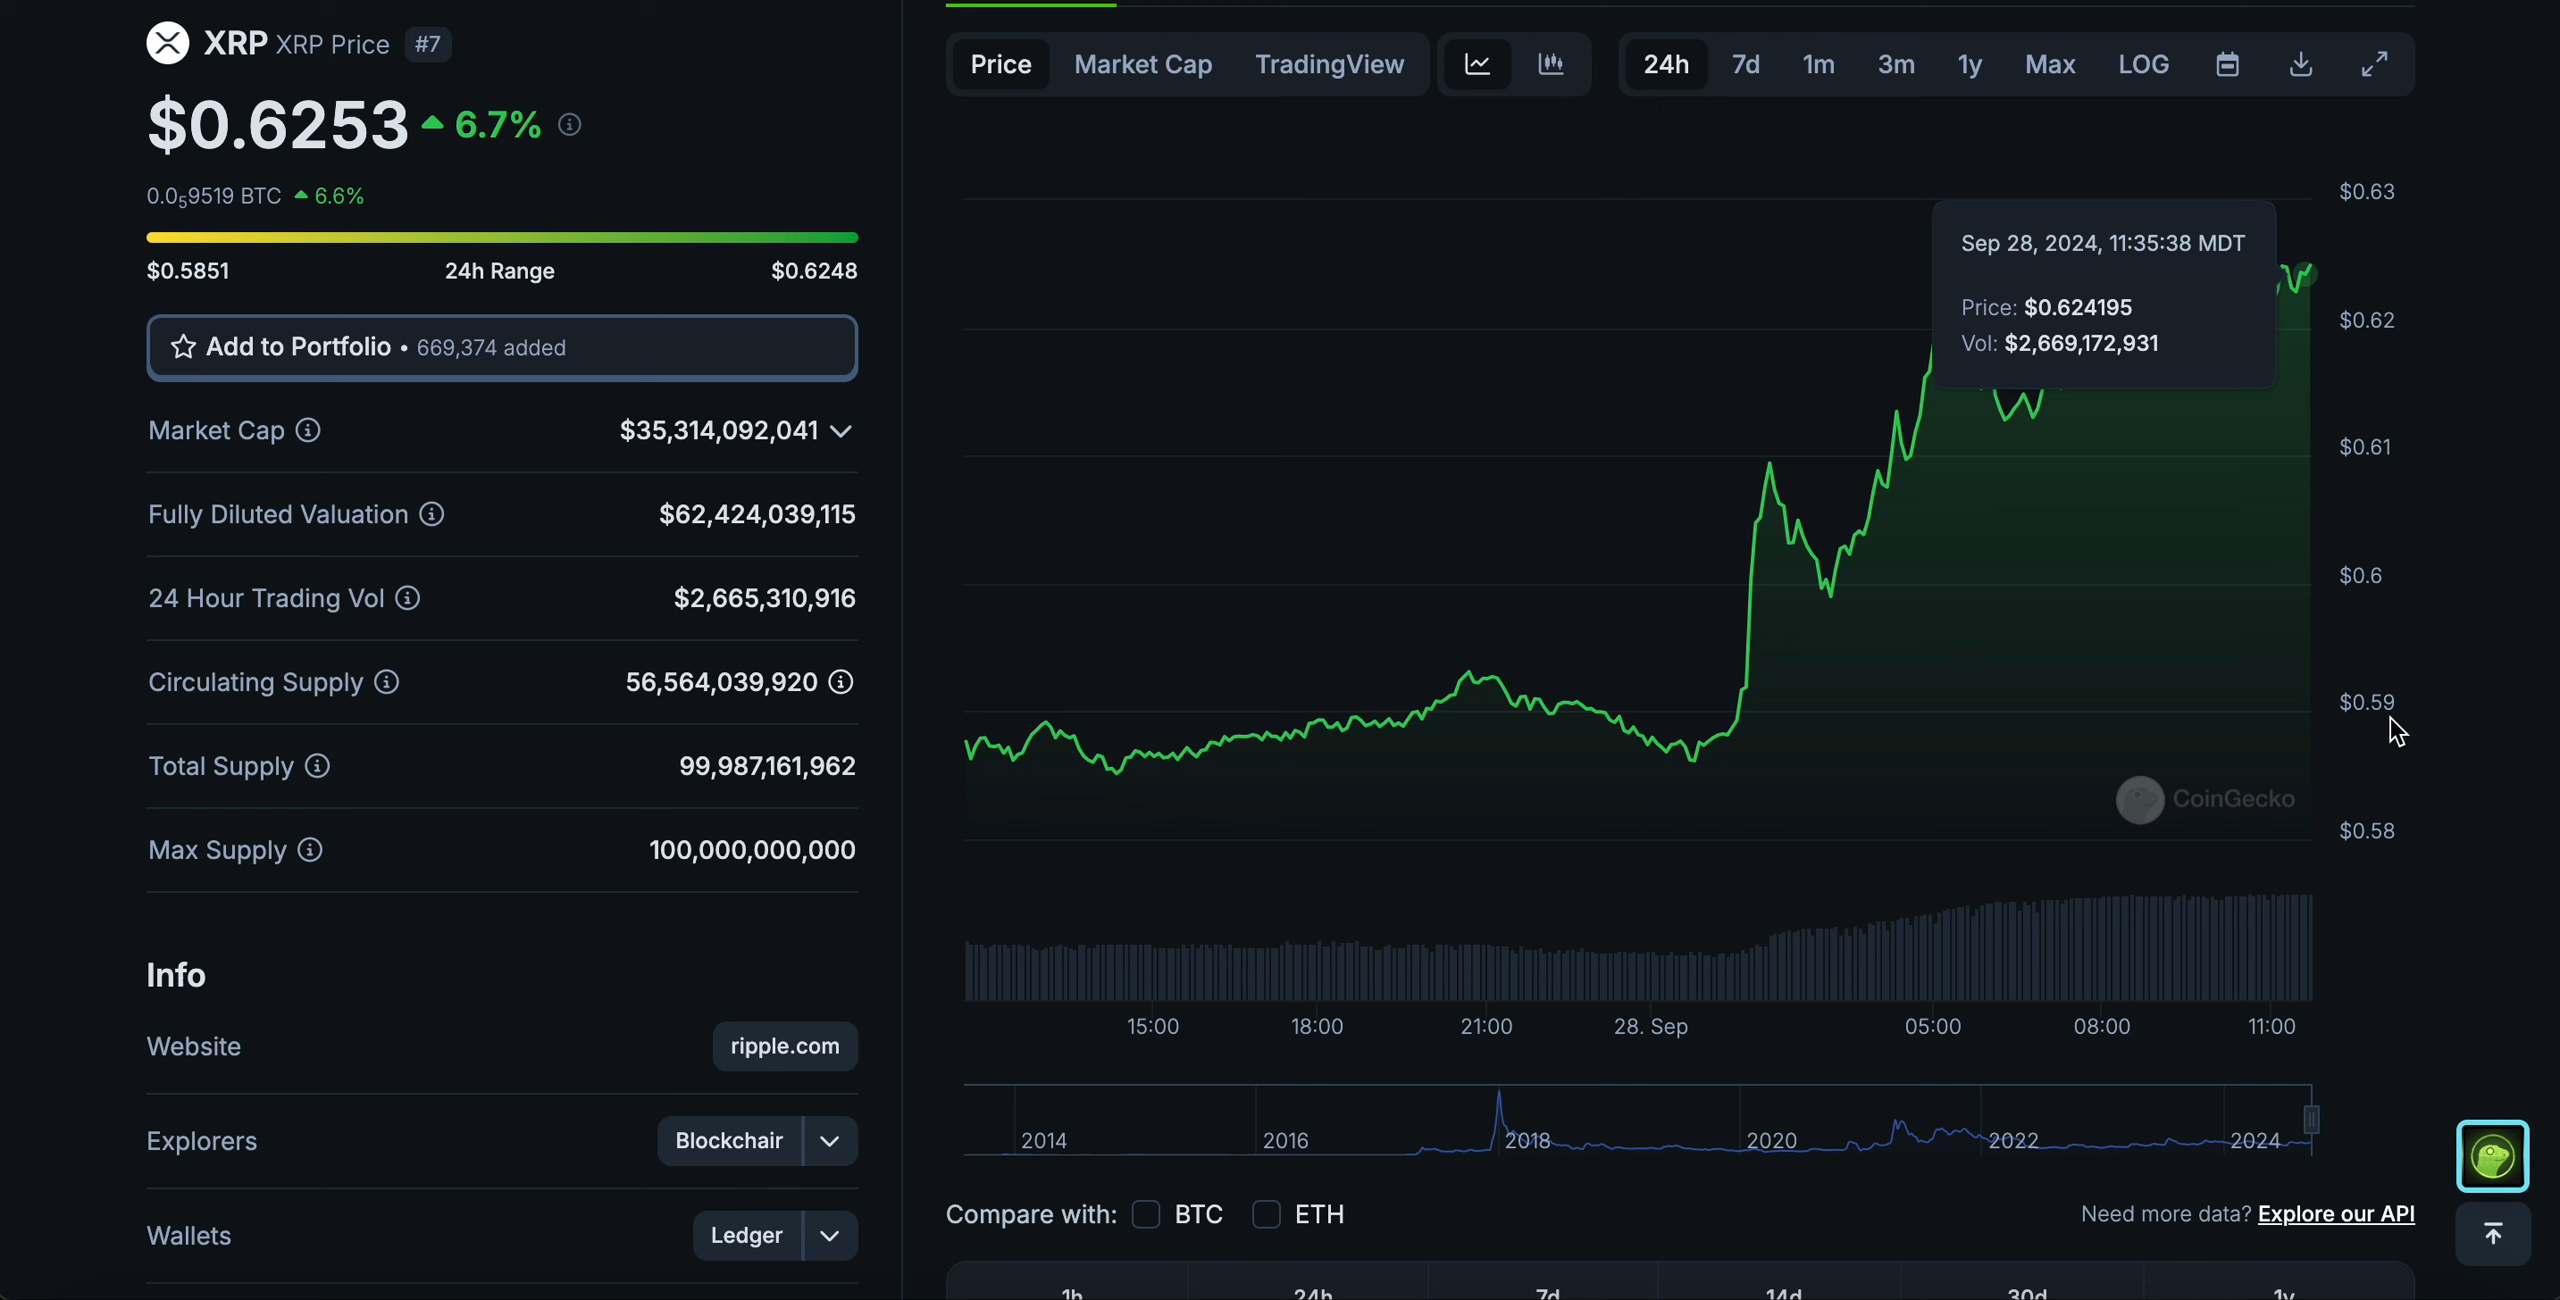 XRP XRP Price #7
$0.6253 6.7%
0.0₅9519 BTC 6.6%
$0.5851 24h Range $0.6248
Add to Portfolio • 669,374 added
Market Cap $35,314,092,041
Fully Diluted Valuation $62,424,039,115
24 Hour Trading Vol $2,665,310,916
Circulating Supply 56,564,039,920
Total Supply 99,987,161,962
Max Supply 100,000,000,000
Info
Website ripple.com
Explorers Blockchair
Wallets Ledger
Price Market Cap TradingView 24h 7d 1m 3m 1y Max LOG
$0.63
Sep 28, 2024, 11:35:38 MDT
Price: $0.624195
Vol: $2,669,172,931
$0.62
$0.61
$0.6
$0.59
CoinGecko
$0.58
15:00 18:00 21:00 28. Sep 05:00 08:00 11:00
2014 2016 2018 2020 2022 2024
Compare with: BTC ETH
Need more data? Explore our API
1h 24h 7d 14d 30d 1y